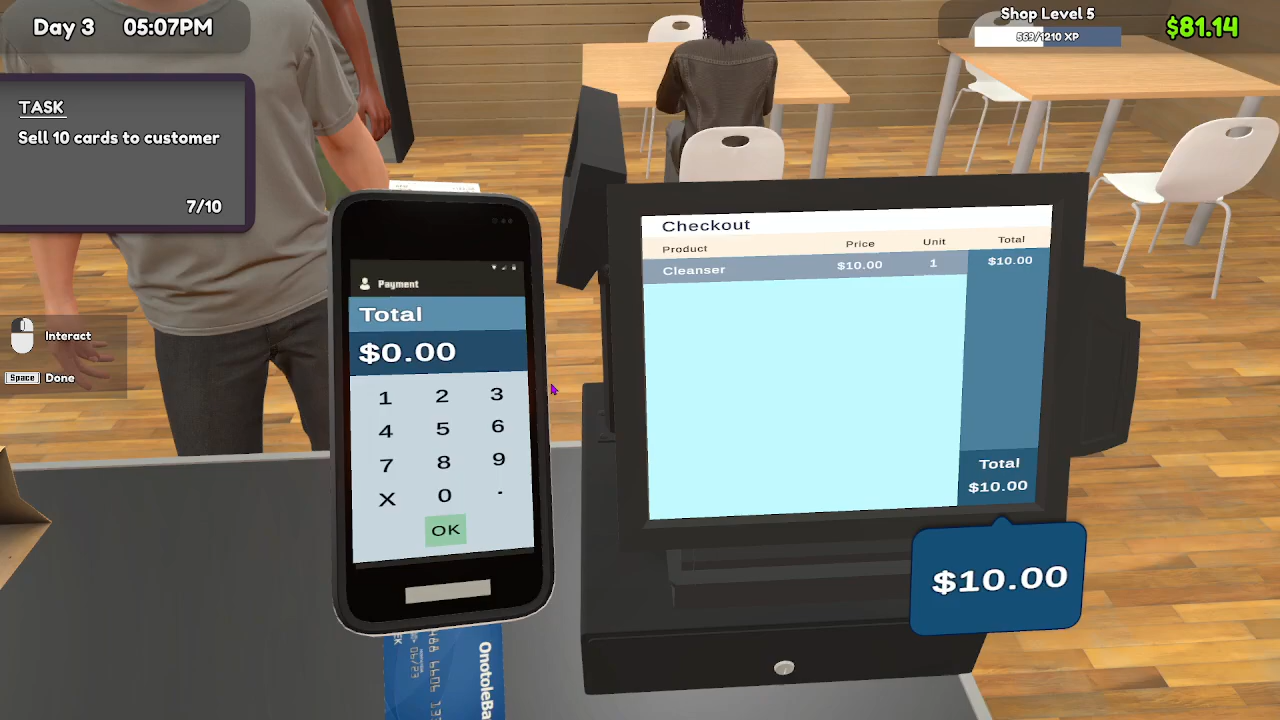 Day 3 05:07PM
Shop Level 5
569/1210 XP
$81.14
TASK
Sell 10 cards to customer
7/10
Interact
Space Done
Payment
Total
$0.00
1 2 3
4 5 6
7 8 9
X 0 .
OK
Checkout
Product Price Unit Total
Cleanser $10.00 1 $10.00
Total
$10.00
$10.00
OnotoleBa
06/23